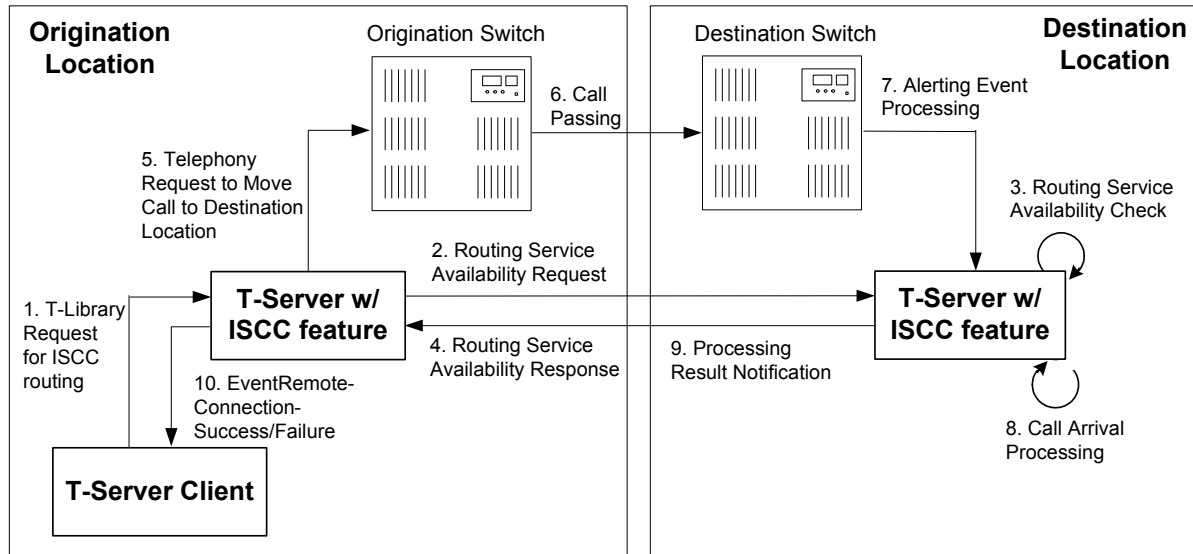 Origination
Location
Origination Switch
Destination Switch
Destination
Location
6. Call
Passing
7. Alerting Event
Processing
5. Telephony
Request to Move
Call to Destination
Location
3. Routing Service
Availability Check
2. Routing Service
Availability Request
T-Server w/
ISCC feature
T-Server w/
ISCC feature
1. T-Library
Request
for ISCC
routing
4. Routing Service
Availability Response
9. Processing
Result Notification
10. EventRemote-
Connection-
Success/Failure
8. Call Arrival
Processing
T-Server Client